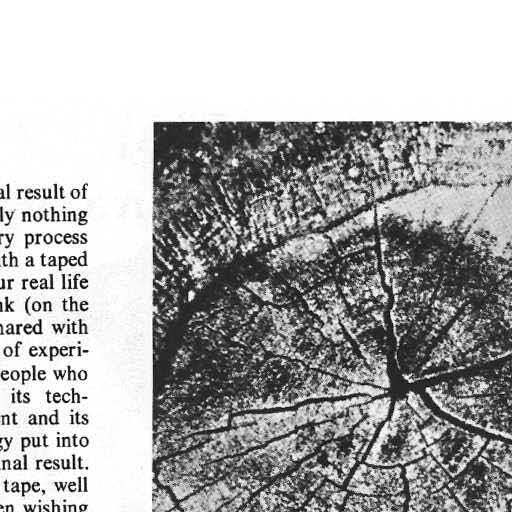 al result of
ly nothing
ry process
th a taped
ur real life
nk (on the
hared with
of experi-
eople who
its tech-
nt and its
gy put into
nal result.
tape, well
en wishing